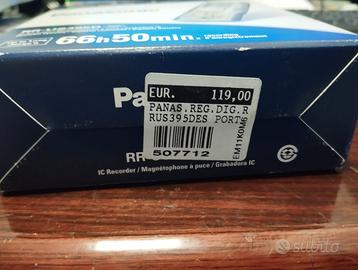 66h50min.
EUR. 119,00
PANAS.REG.DIG.R
RUS395DES PORT
507712
EM11K0M6
Pa
RR
IC Recorder / Magnétophone à puce / Grabadora IC
subito